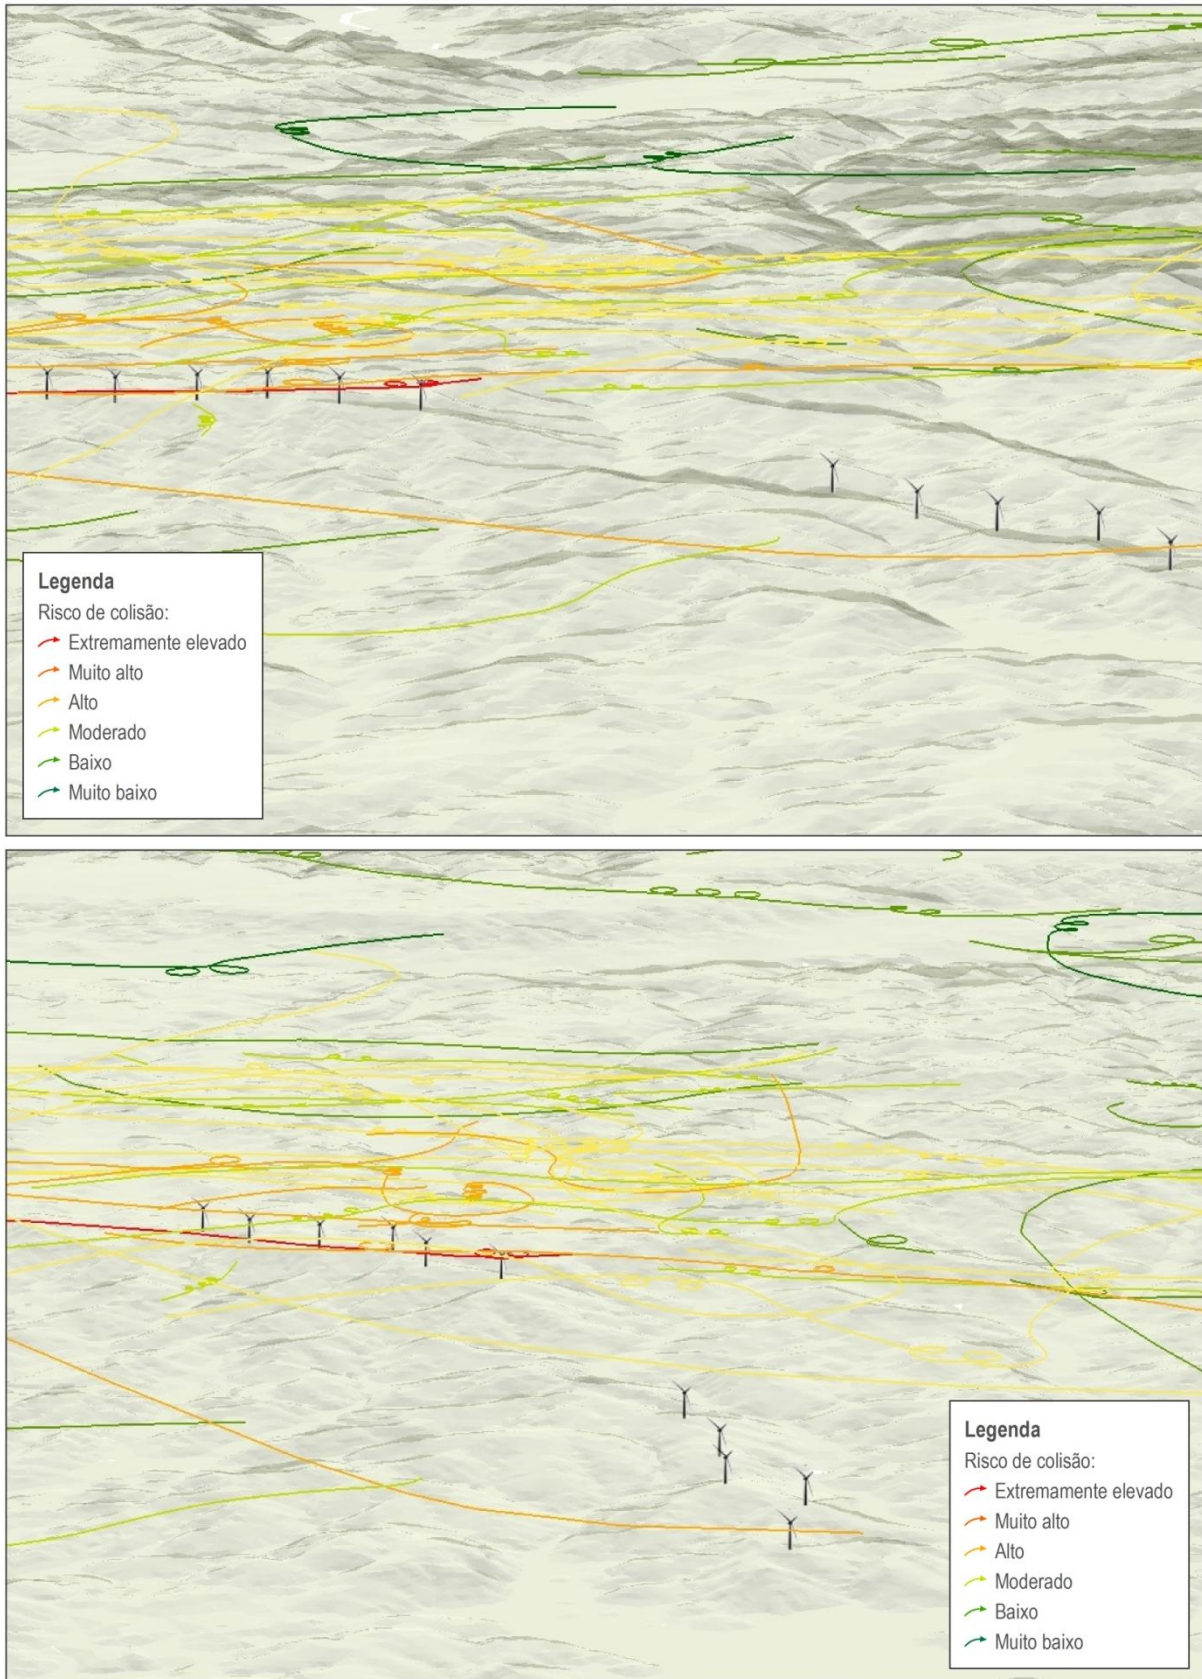 Legenda
Risco de colisão:
Extremamente elevado
Muito alto
Alto
Moderado
Baixo
Muito baixo
Legenda
Risco de colisão:
Extremamente elevado
Muito alto
Alto
Moderado
Baixo
Muito baixo